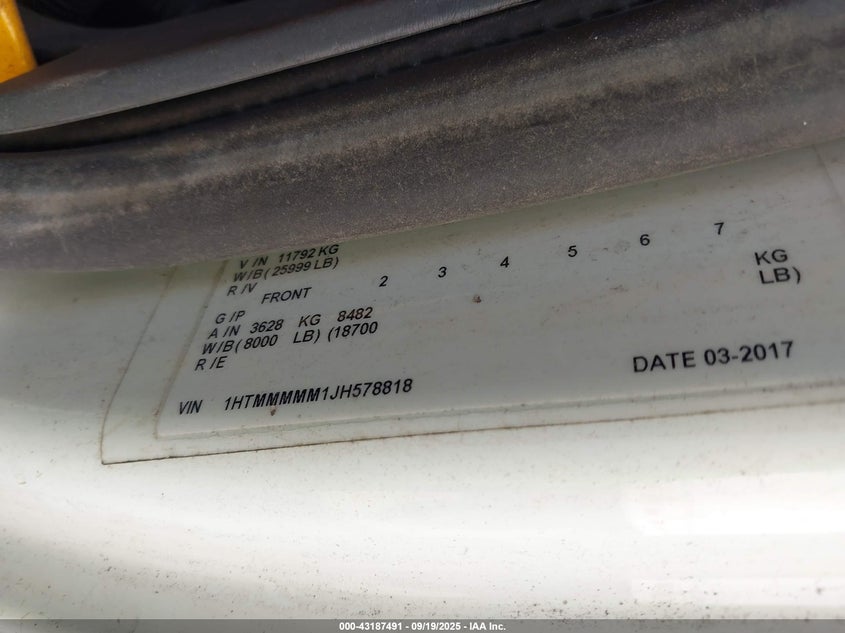 V/N 11792 KG
W/B (25999 LB)
R/V
FRONT 2 3 4 5 6 7
G/P
A/N 3628 KG 8482 KG
W/B (8000 LB) (18700 LB)
R/E
VIN 1HTMMMMM1JH578818 DATE 03-2017
000-43187491 - 09/19/2025 - IAA Inc.